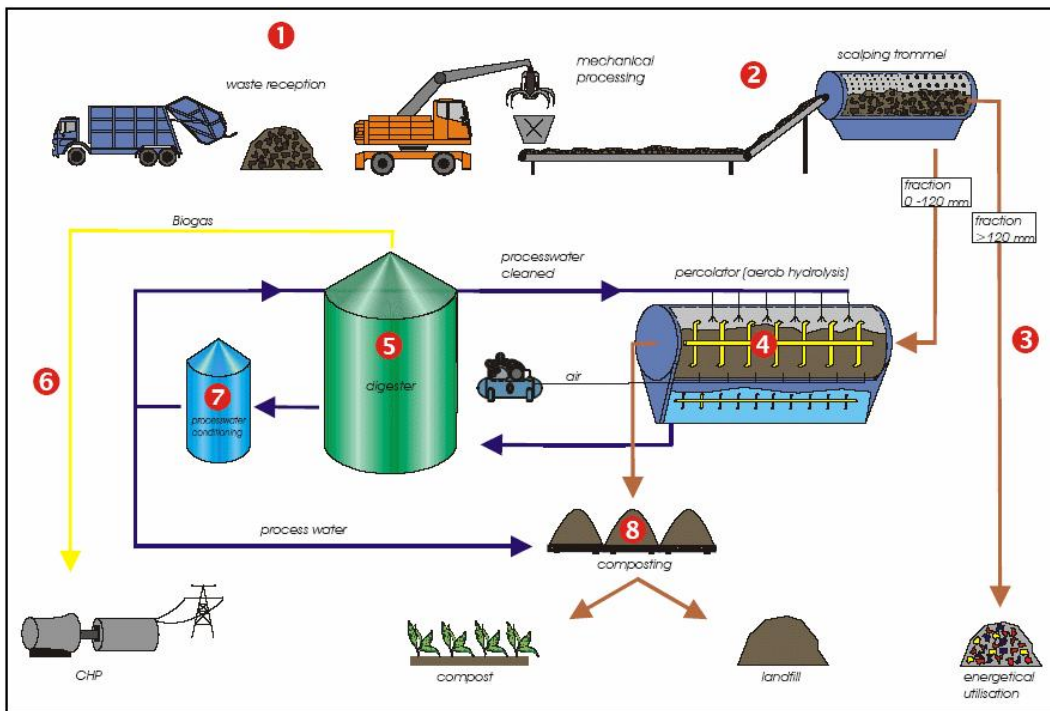 1
waste reception
mechanical
processing
2
scalping trommel
fraction
0 -120 mm
fraction
>120 mm
Biogas
processwater
cleaned
percolator (aerob hydrolysis)
3
4
5
digester
air
6
7
processwater
conditioning
process water
8
composting
CHP
compost
landfill
energetical
utilisation